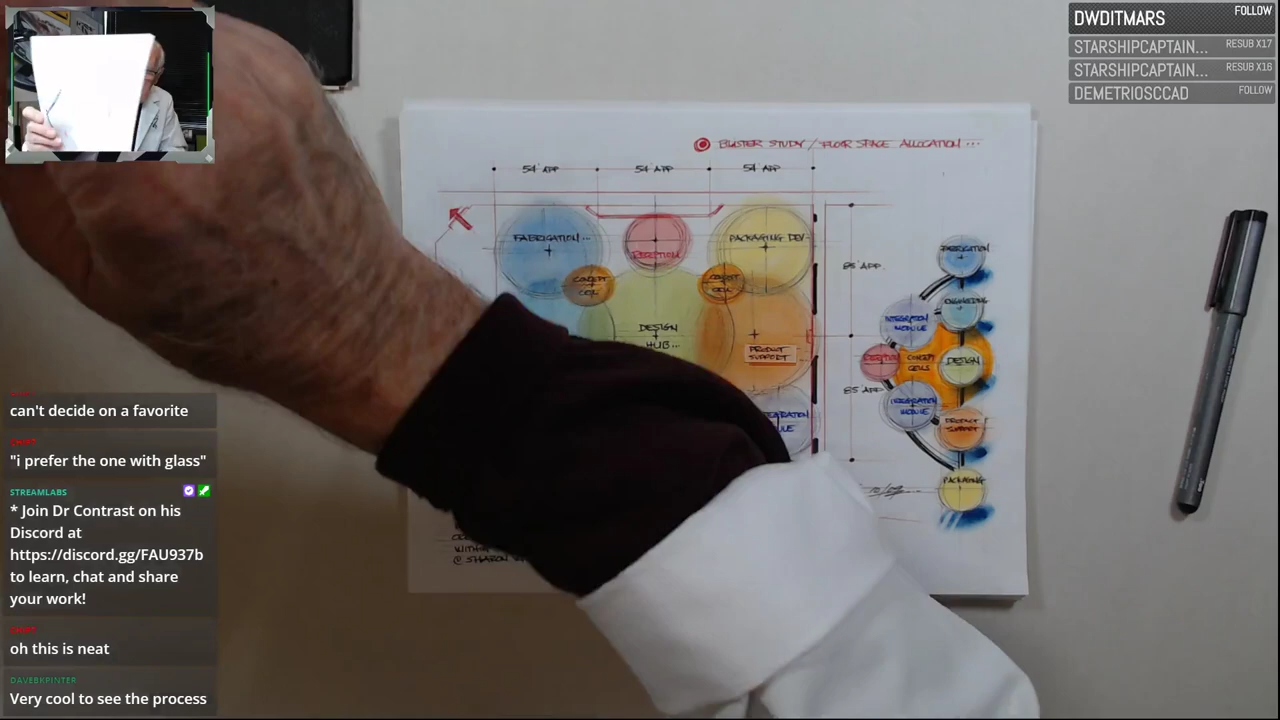 DWDITMARS FOLLOW
STARSHIPCAPTAIN... RESUB X17
STARSHIPCAPTAIN... RESUB X16
DEMETRIOSCCAD FOLLOW
BUBBLE STUDY / FLOOR SPACE ALLOCATION ...
54' APP 54' APP 54' APP
FABRICATION...
RECEPTION
PACKAGING DEV.
CONCEPT
CELL
CONCEPT
CELL
DESIGN
HUB...
PRODUCT
SUPPORT
85' APP.
85' APP
FABRICATION
ENGINEERING
INTEGRATION
MODULE
RECEPTION
CONCEPT
CELLS
DESIGN
INTEGRATION
MODULE
PRODUCT
SUPPORT
PACKAGING
@ SHARON
can't decide on a favorite
"i prefer the one with glass"
STREAMLABS
* Join Dr Contrast on his
Discord at
https://discord.gg/FAU937b
to learn, chat and share
your work!
oh this is neat
DAVEBKPINTER
Very cool to see the process